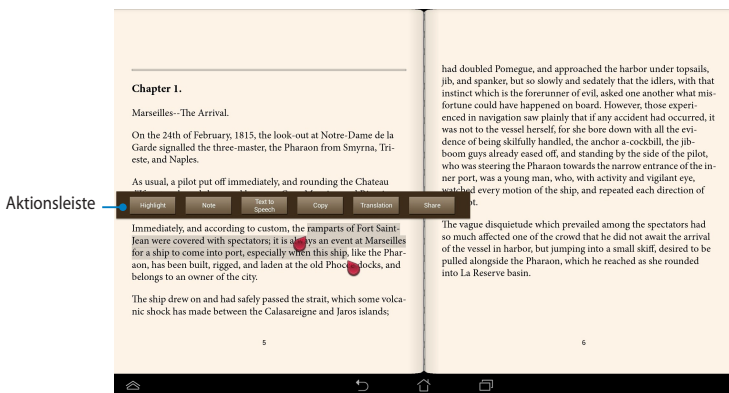 Chapter 1.
Marseilles--The Arrival.
On the 24th of February, 1815, the look-out at Notre-Dame de la
Garde signalled the three-master, the Pharaon from Smyrna, Tri-
este, and Naples.
As usual, a pilot put off immediately, and rounding the Chateau
Aktionsleiste
Highlight
Note
Text to
Speech
Copy
Translation
Share
Immediately, and according to custom, the ramparts of Fort Saint-
Jean were covered with spectators; it is always an event at Marseilles
for a ship to come into port, especially when this ship, like the Phar-
aon, has been built, rigged, and laden at the old Phocee docks, and
belongs to an owner of the city.
The ship drew on and had safely passed the strait, which some volca-
nic shock has made between the Calasareigne and Jaros islands;
5
had doubled Pomegue, and approached the harbor under topsails,
jib, and spanker, but so slowly and sedately that the idlers, with that
instinct which is the forerunner of evil, asked one another what mis-
fortune could have happened on board. However, those experi-
enced in navigation saw plainly that if any accident had occurred, it
was not to the vessel herself, for she bore down with all the evi-
dence of being skilfully handled, the anchor a-cockbill, the jib-
boom guys already eased off, and standing by the side of the pilot,
who was steering the Pharaon towards the narrow entrance of the in-
ner port, was a young man, who, with activity and vigilant eye,
watched every motion of the ship, and repeated each direction of
The vague disquietude which prevailed among the spectators had
so much affected one of the crowd that he did not await the arrival
of the vessel in harbor, but jumping into a small skiff, desired to be
pulled alongside the Pharaon, which he reached as she rounded
into La Reserve basin.
6